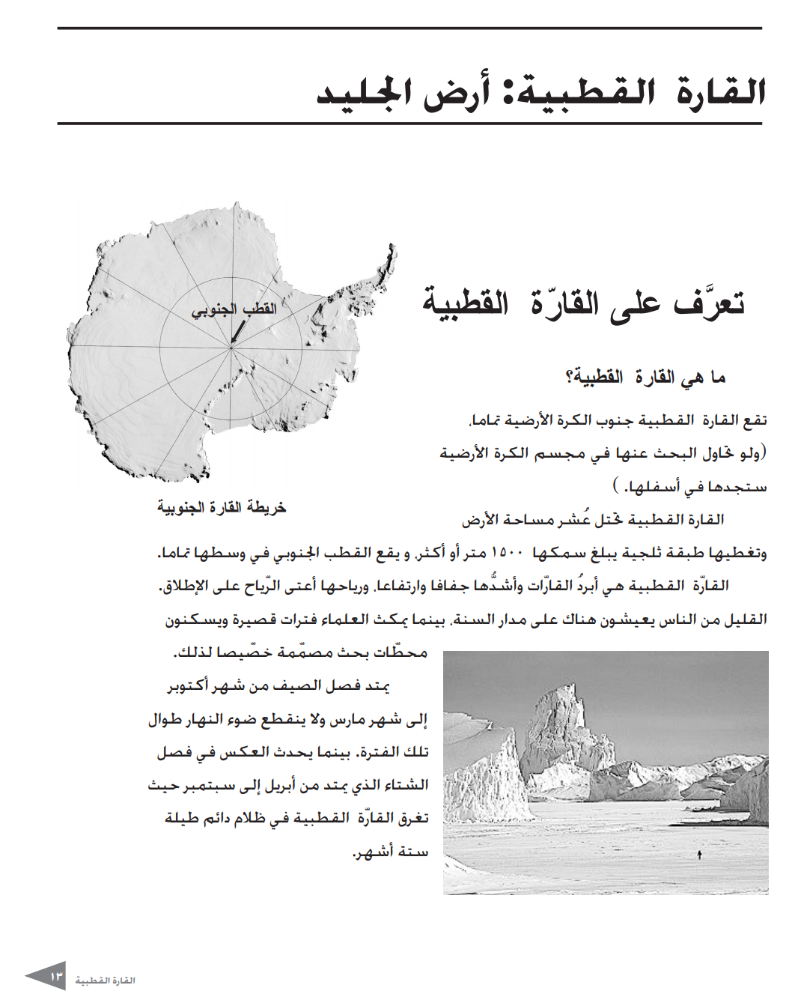 القارة القطبية: أرض الجليد
القطب الجنوبي
خريطة القارة الجنوبية
تعرَّف على القارّة القطبية
ما هي القارة القطبية؟
تقع القارة القطبية جنوب الكرة الأرضية تماما،
(ولو تحاول البحث عنها في مجسم الكرة الأرضية
ستجدها في أسفلها. )
القارة القطبية تحتل عُشر مساحة الأرض
وتغطيها طبقة ثلجية يبلغ سمكها ١٥٠٠ متر أو أكثر، و يقع القطب الجنوبي في وسطها تماما.
القارّة القطبية هي أبردُ القارّات وأشدُّها جفافا وارتفاعا، ورياحها أعتى الرّياح على الإطلاق.
القليل من الناس يعيشون هناك على مدار السنة، بينما يمكث العلماء فترات قصيرة ويسكنون
محطّات بحث مصمّمة خصّيصا لذلك.
يمتد فصل الصيف من شهر أكتوبر
إلى شهر مارس ولا ينقطع ضوء النهار طوال
تلك الفترة. بينما يحدث العكس في فصل
الشتاء الذي يمتد من أبريل إلى سبتمبر حيث
تغرق القارّة القطبية في ظلام دائم طيلة
ستة أشهر.
القارة القطبية ١٣